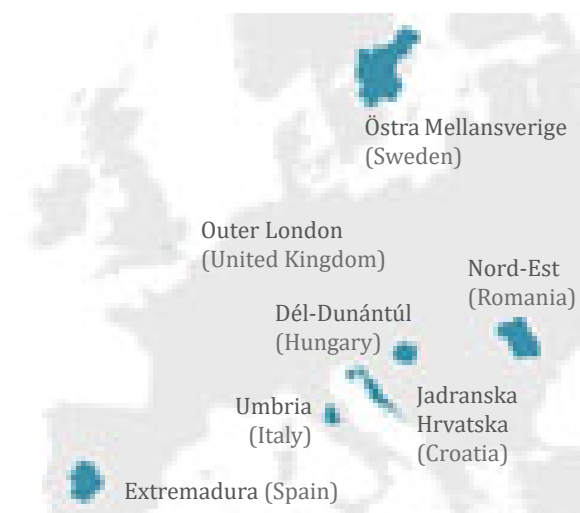 Östra Mellansverige
(Sweden)
Outer London
(United Kingdom)
Nord-Est
(Romania)
Dél-Dunántúl
(Hungary)
Jadranska
Hrvatska
(Croatia)
Umbria
(Italy)
Extremadura (Spain)